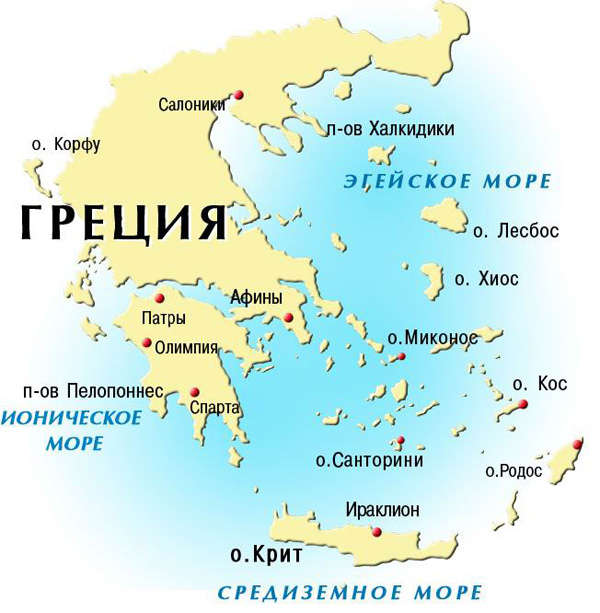 Салоники
п-ов Халкидики
о. Корфу
ЭГЕЙСКОЕ МОРЕ
ГРЕЦИЯ
о. Лесбос
о. Хиос
Афины
Патры
о.Миконос
Олимпия
п-ов Пелопоннес
о. Кос
Спарта
ИОНИЧЕСКОЕ
МОРЕ
о.Санторини
о.Родос
Ираклион
о.Крит
СРЕДИЗЕМНОЕ МОРЕ